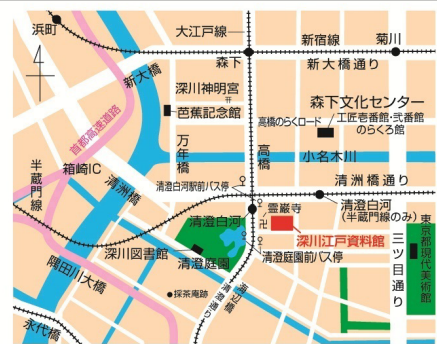 浜町
大江戸線
森下
新宿線
菊川
新大橋通り
新大橋
深川神明宮
芭蕉記念館
森下文化センター
工匠壱番館・弐番館
のらくろ館
高橋のらくロード
首都高速道路
万年橋
高橋
小名木川
半蔵門線
箱崎IC
清洲橋
清澄白河駅前バス停
清洲橋通り
清澄白河
(半蔵門線のみ)
霊巌寺
清澄白河
深川江戸資料館
深川図書館
清澄庭園
清澄庭園前バス停
東京都現代美術館
三ツ目通り
隅田川大橋
採荼庵跡
海辺橋
清澄通り
永代橋